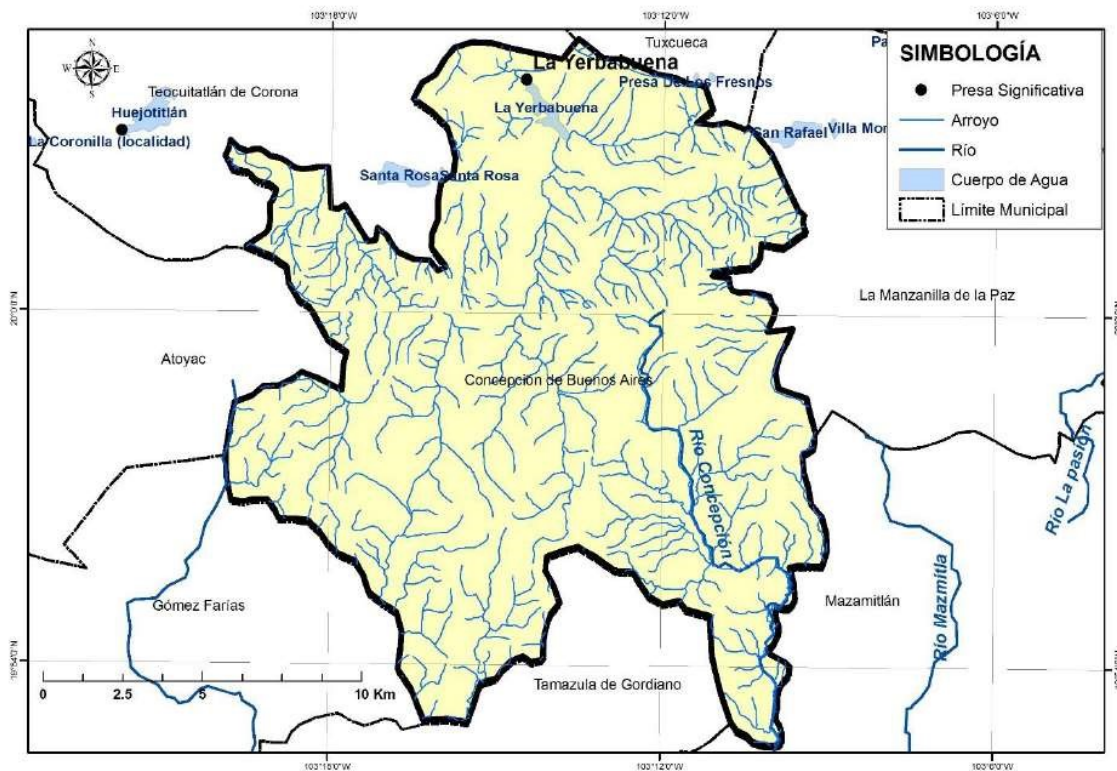 103°18'0"W 103°12'0"W 103°6'0"W
N
W E
S
Tuxcueca
Pa
SIMBOLOGÍA
Presa Significativa
Arroyo
Río
Cuerpo de Agua
Límite Municipal
La Yerbabuena
Presa De Los Fresnos
Teocuitatlán de Corona
Huejotitlán
La Yerbabuena
La Coronilla (localidad)
San Rafael
Villa Mor
Santa Rosa
Santa Rosa
20°0'0"N
La Manzanilla de la Paz
Atoyac
Concepción de Buenos Aires
Río Concepción
Río La pasión
Gómez Farías
Mazamitlán
Río Mazmitla
19°54'0"N
Tamazula de Gordiano
0 2.5 5 10 Km
103°18'0"W 103°12'0"W 103°6'0"W